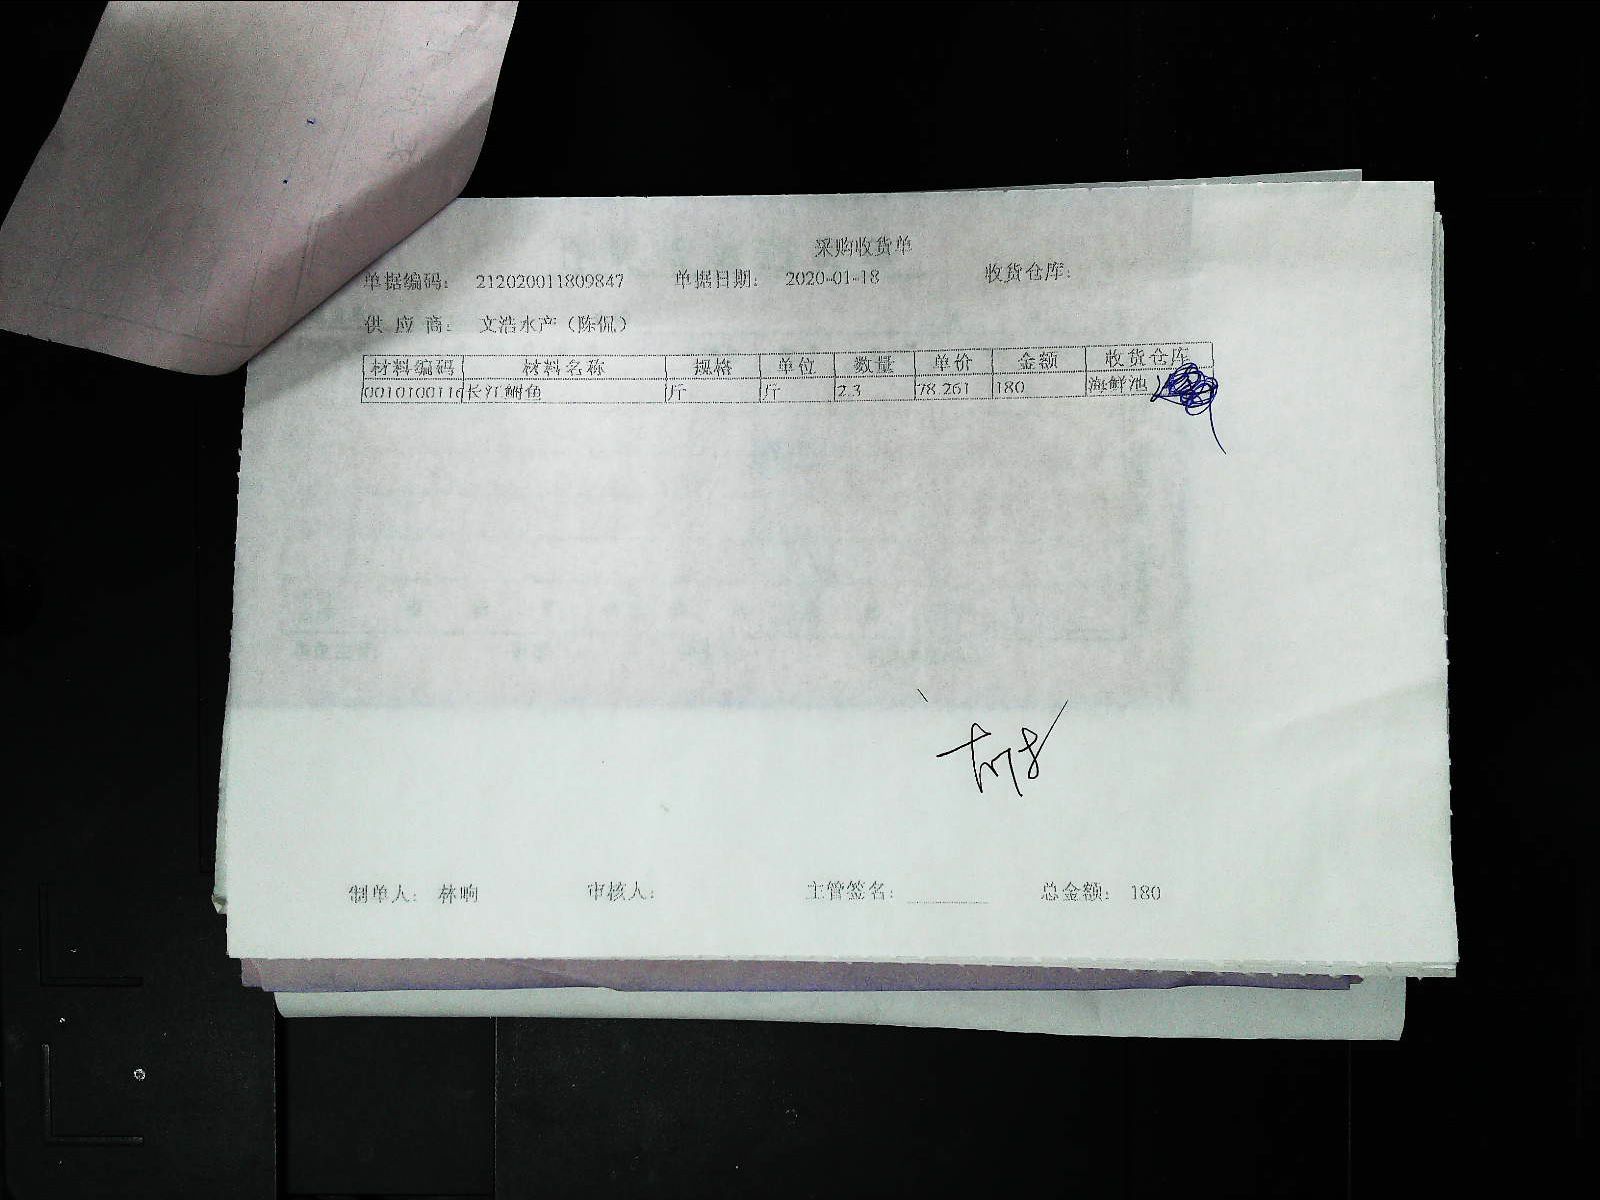 采购收货单
单据编码： 212020011809847 单据日期： 2020-01-18 收货仓库：
供 应 商： 文浩水产（陈侃）
材料编码 材料名称 规格 单位 数量 单价 金额 收货仓库
0010100116 长江鮰鱼 斤 斤 2.3 78.261 180 海鲜池
制单人： 林响 审核人： 主管签名： 总金额： 180